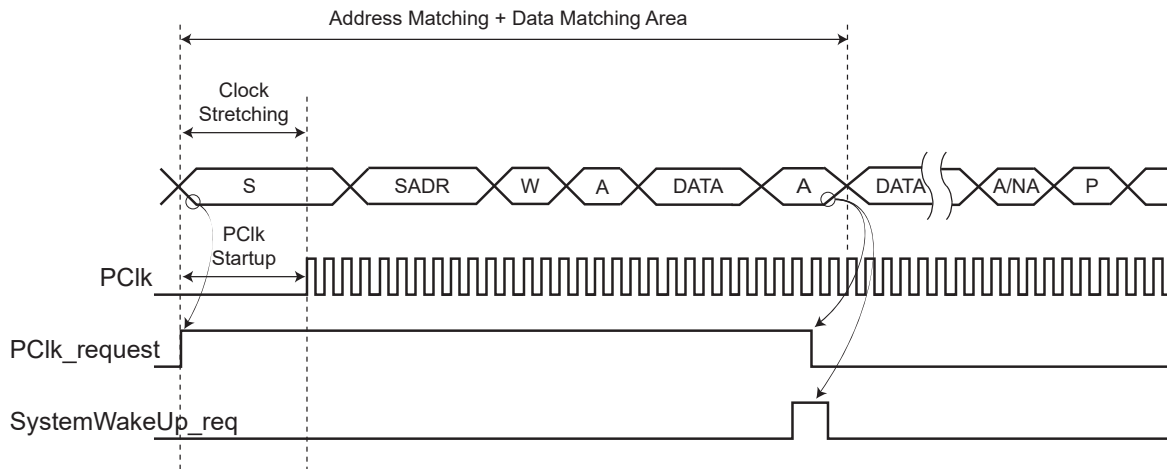 Address Matching + Data Matching Area
Clock
Stretching
S
SADR
W
A
DATA
A
DATA
A/NA
P
PClk
Startup
PClk
PClk_request
SystemWakeUp_req